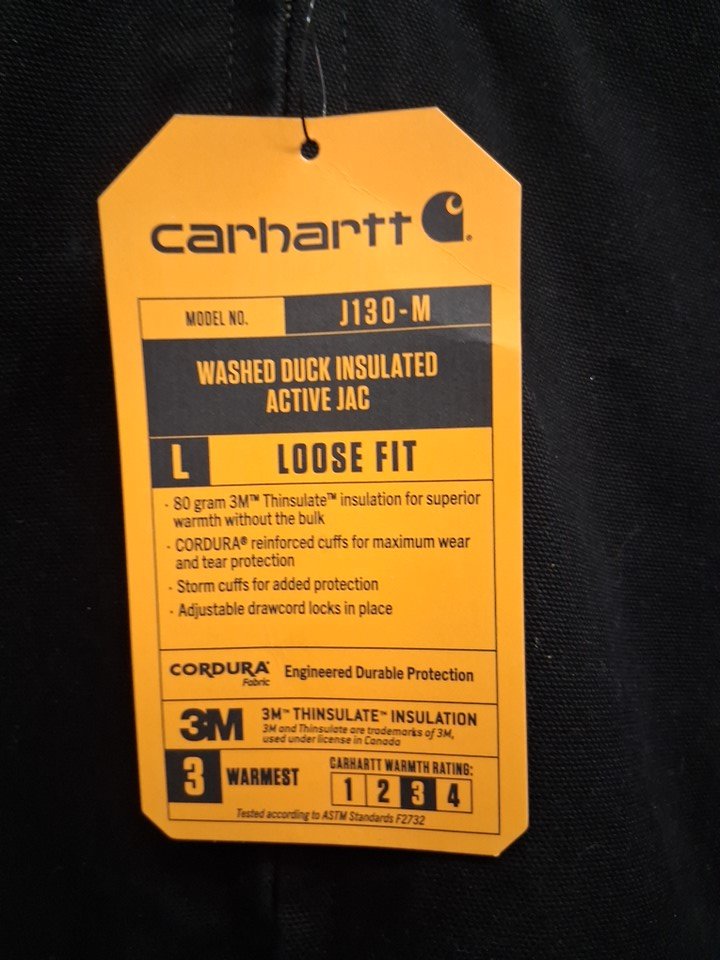 carhartt
MODEL NO. J130-M
WASHED DUCK INSULATED
ACTIVE JAC
L LOOSE FIT
· 80 gram 3M™ Thinsulate™ insulation for superior
warmth without the bulk
· CORDURA® reinforced cuffs for maximum wear
and tear protection
· Storm cuffs for added protection
· Adjustable drawcord locks in place
CORDURA® Engineered Durable Protection
Fabric
3M 3M™ THINSULATE™ INSULATION
3M and Thinsulate are trademarks of 3M,
used under license in Canada
CARHARTT WARMTH RATING:
3 WARMEST 1 2 3 4
Tested according to ASTM Standards F2732